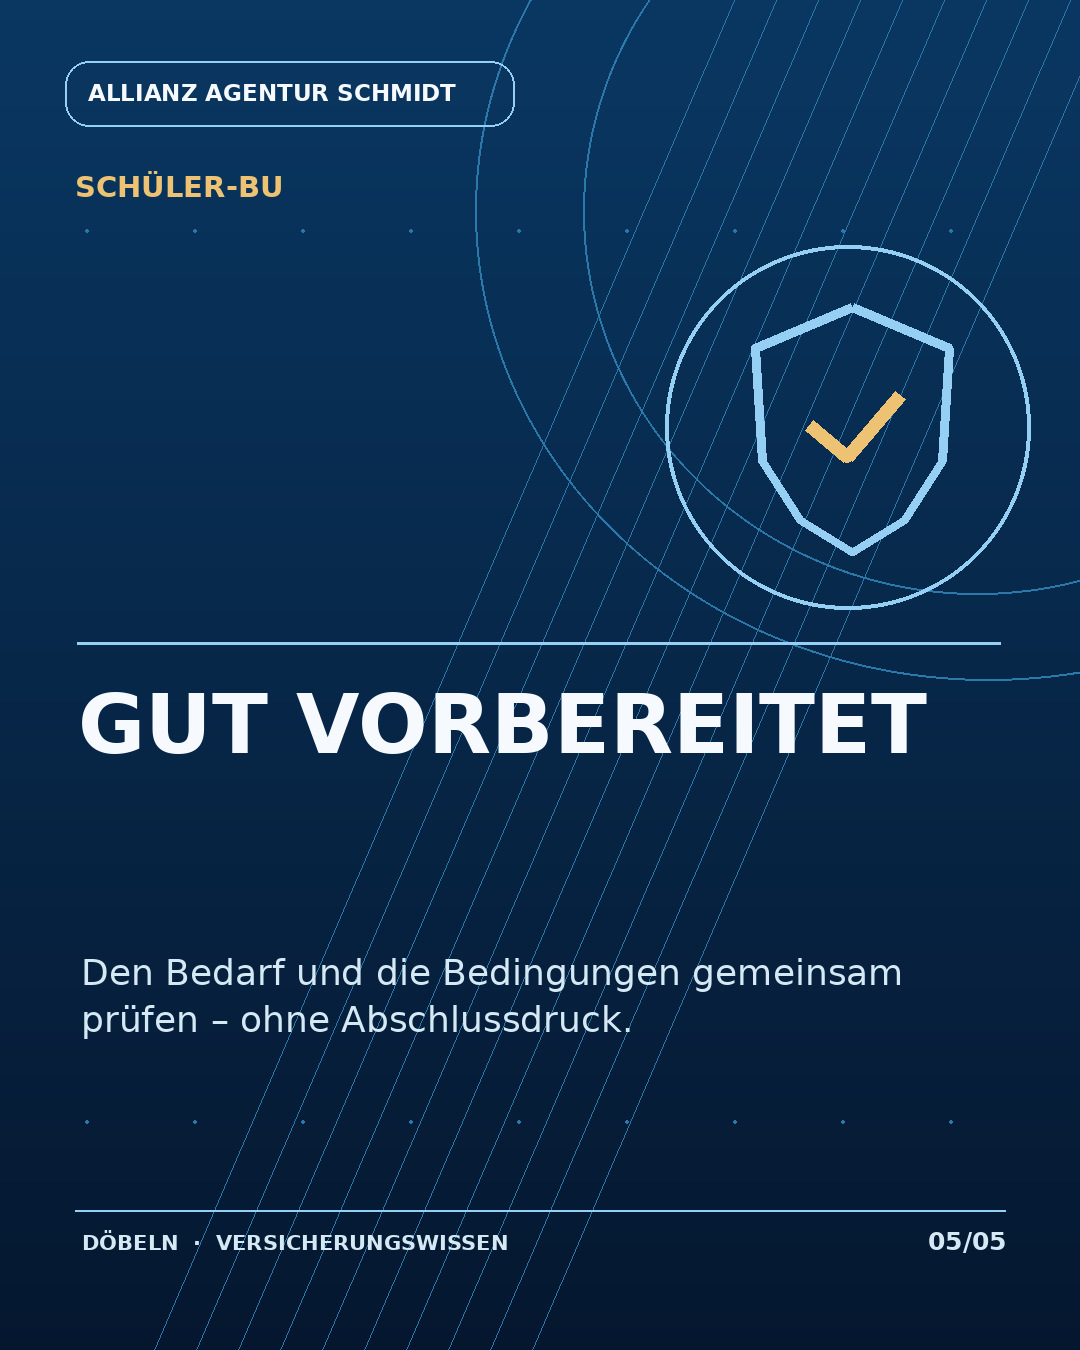 ALLIANZ AGENTUR SCHMIDT
SCHÜLER-BU
GUT VORBEREITET
Den Bedarf und die Bedingungen gemeinsam
prüfen – ohne Abschlussdruck.
DÖBELN · VERSICHERUNGSWISSEN
05/05